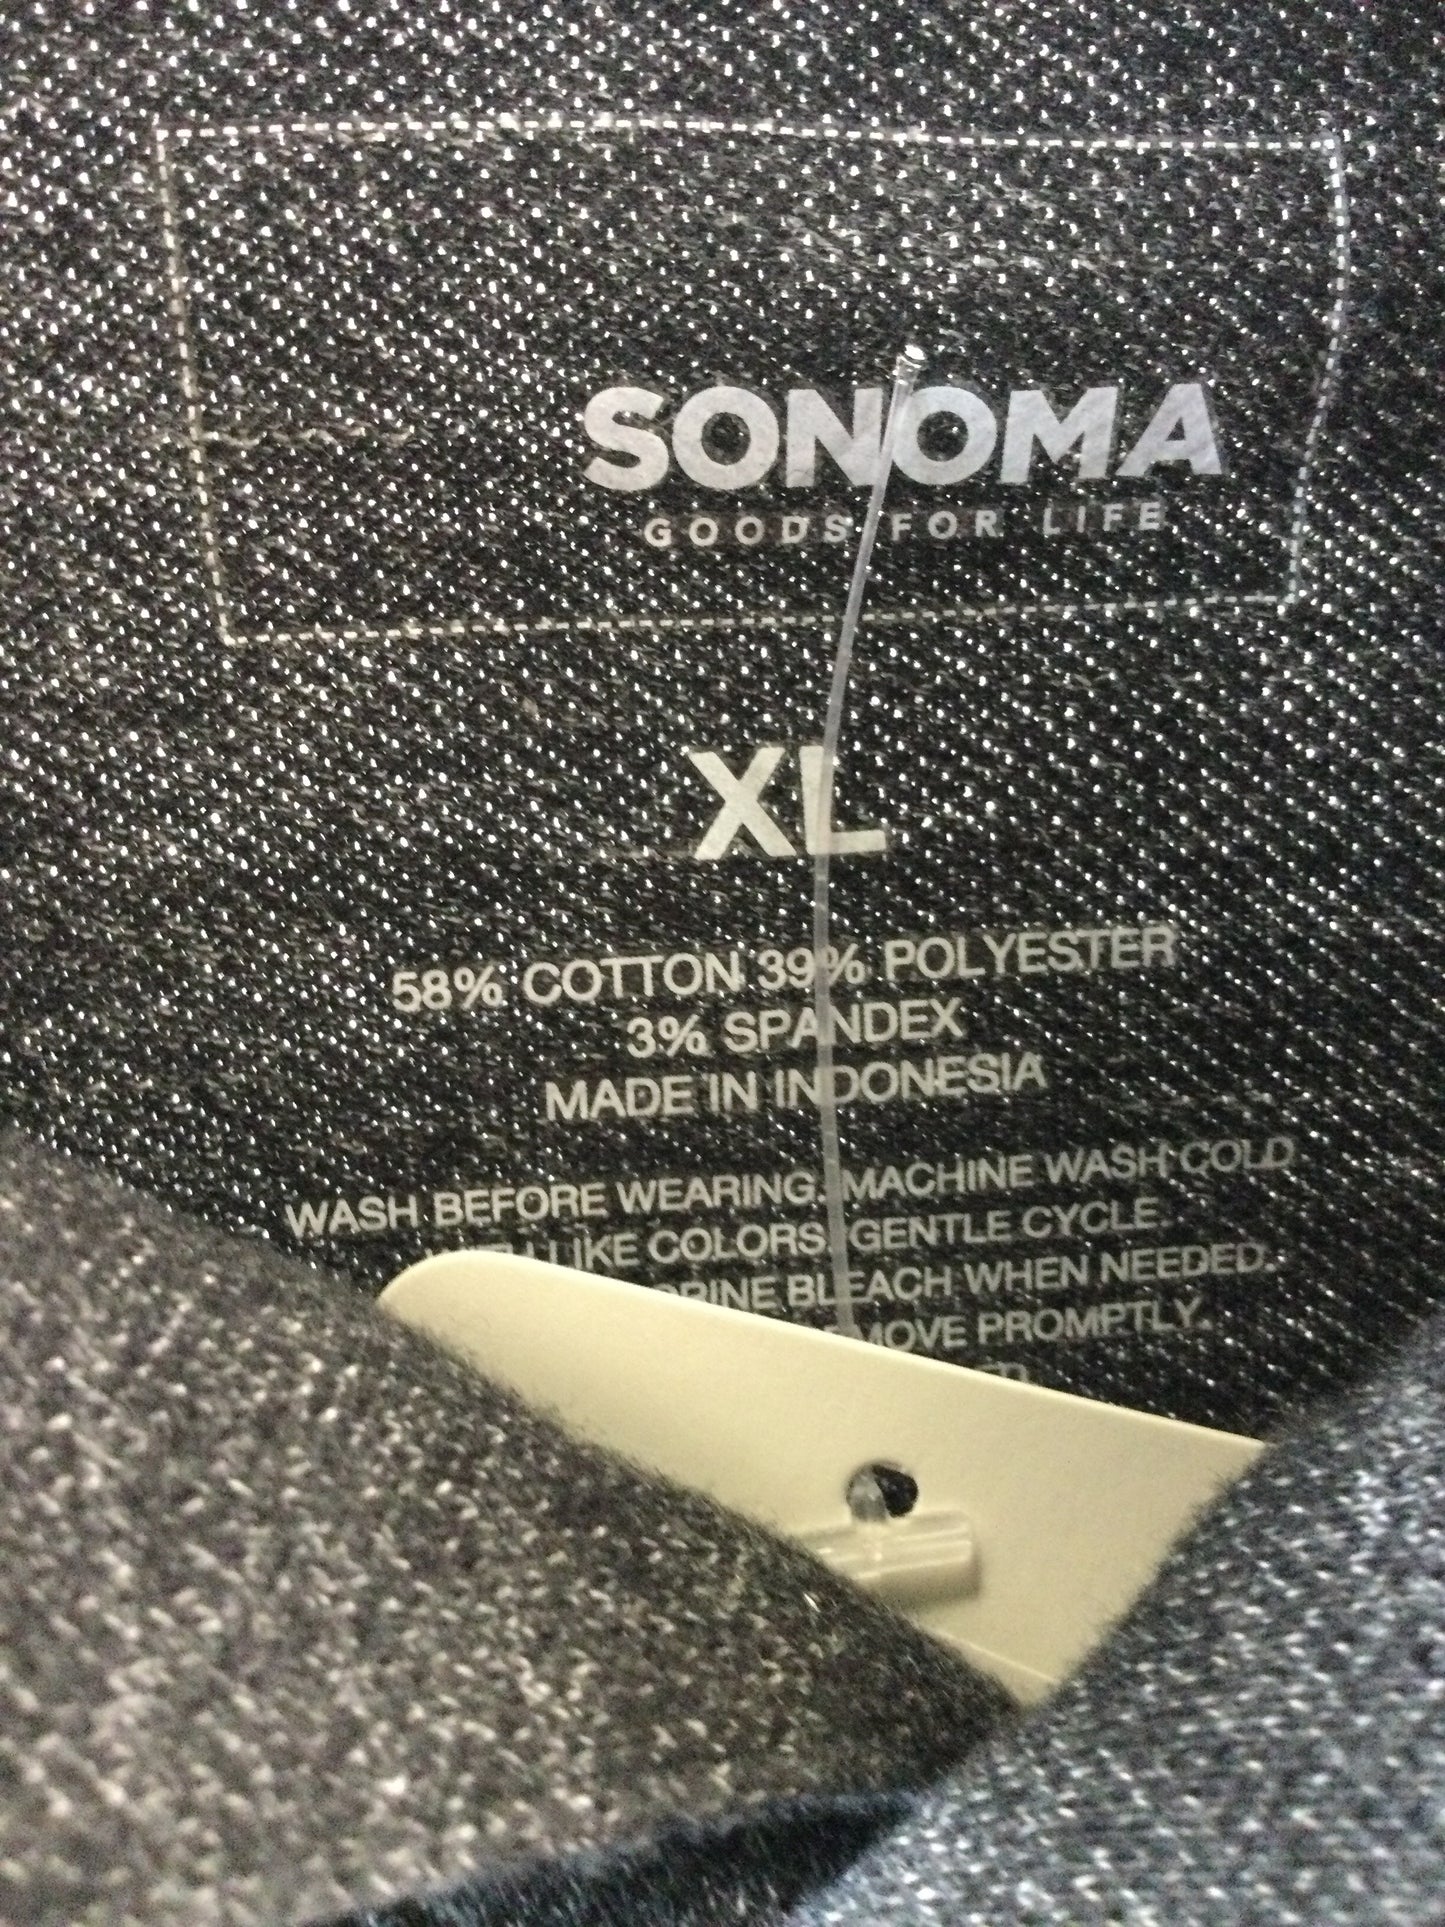 SONOMA
GOODS FOR LIFE
XL
58% COTTON 39% POLYESTER
3% SPANDEX
MADE IN INDONESIA
WASH BEFORE WEARING. MACHINE WASH COLD
LIKE COLORS. GENTLE CYCLE.
BLEACH WHEN NEEDED.
PROMPTLY.